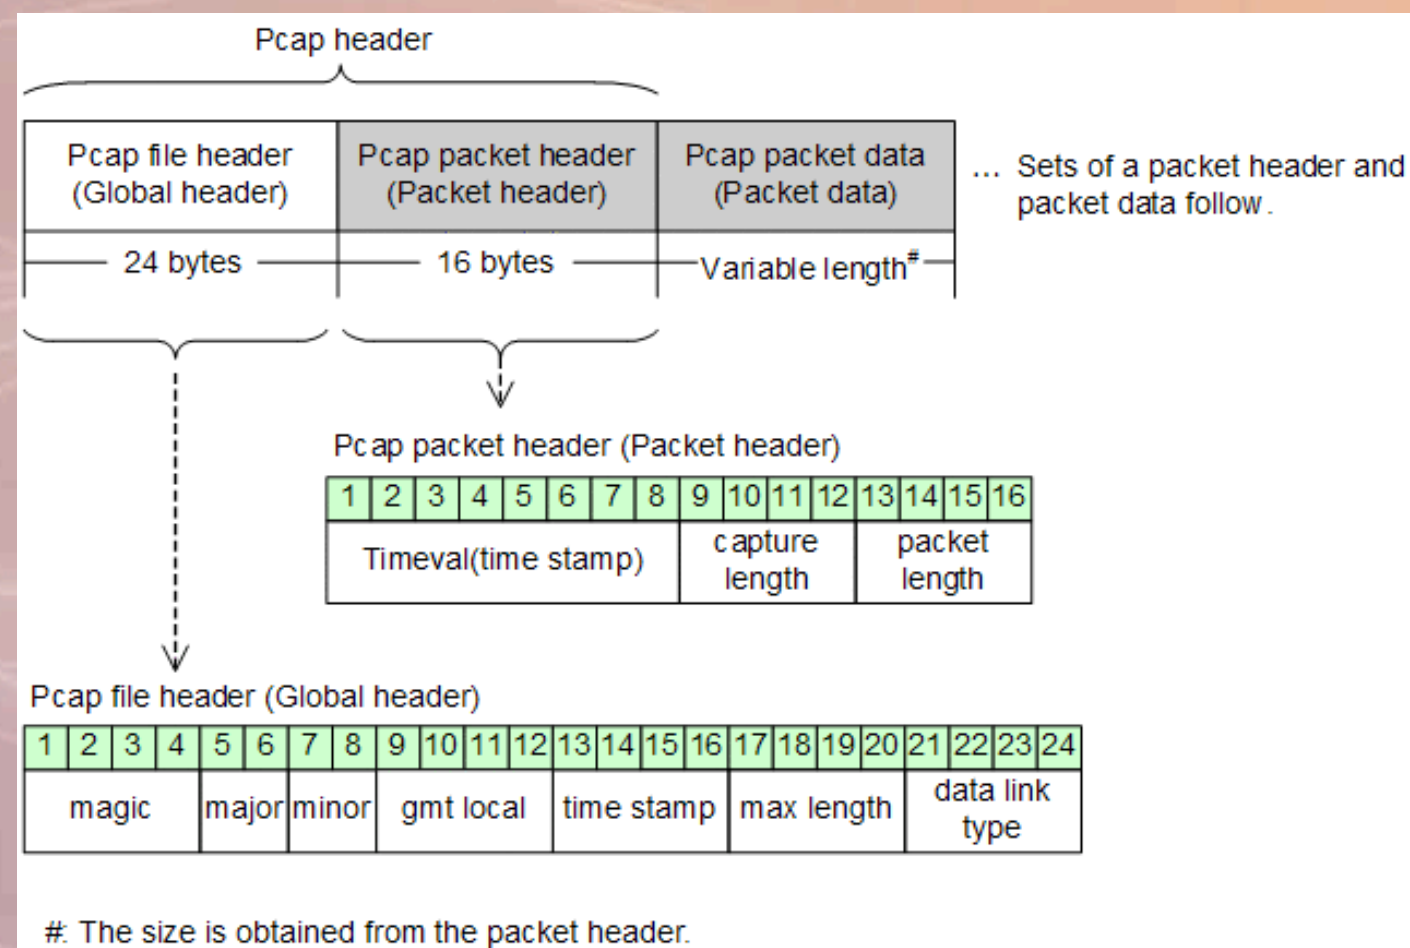 Pcap header
Pcap file header
(Global header)
Pcap packet header
(Packet header)
Pcap packet data
(Packet data)
... Sets of a packet header and
packet data follow.
24 bytes
16 bytes
Variable length#
Pcap packet header (Packet header)
1 2 3 4 5 6 7 8 9 10 11 12 13 14 15 16
Timeval(time stamp)
capture
length
packet
length
Pcap file header (Global header)
1 2 3 4 5 6 7 8 9 10 11 12 13 14 15 16 17 18 19 20 21 22 23 24
magic major minor gmt local time stamp max length
data link
type
#: The size is obtained from the packet header.